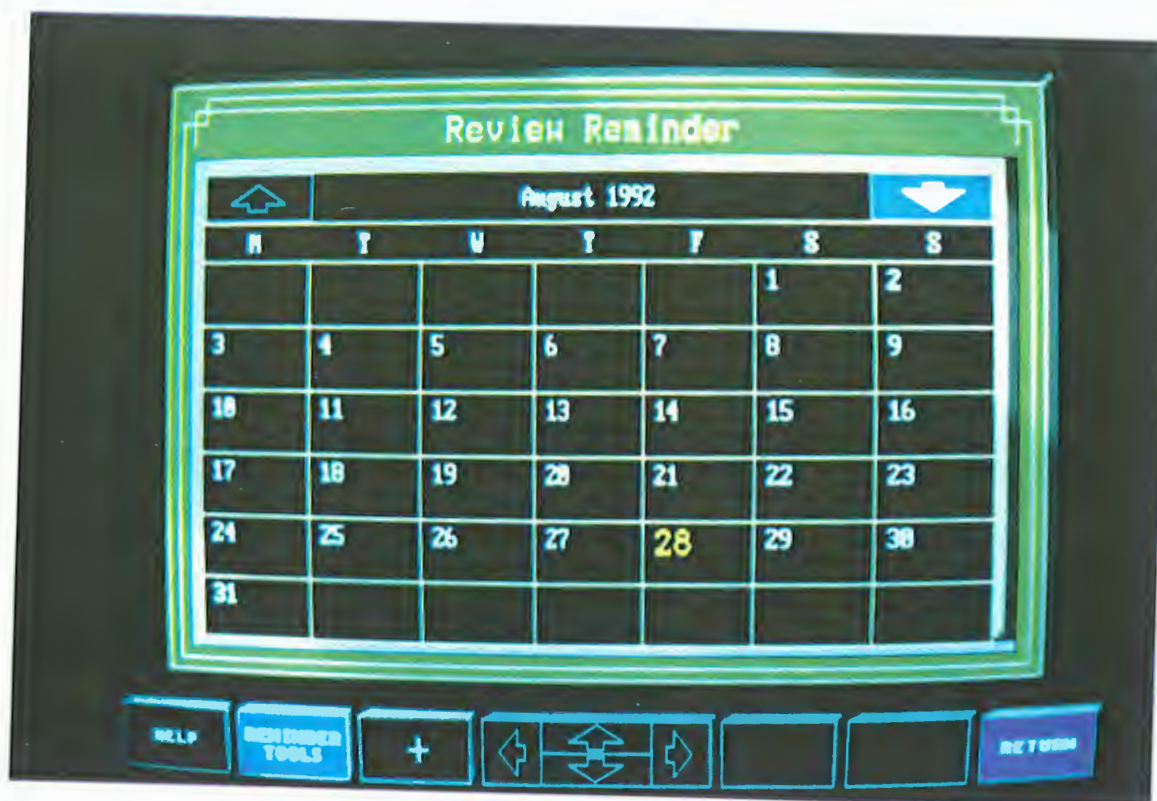 Review Reminder
August 1992
M T W T F S S
1 2
3 4 5 6 7 8 9
10 11 12 13 14 15 16
17 18 19 20 21 22 23
24 25 26 27 28 29 30
31
HELP
REMINDER
TOOLS
+
RETURN